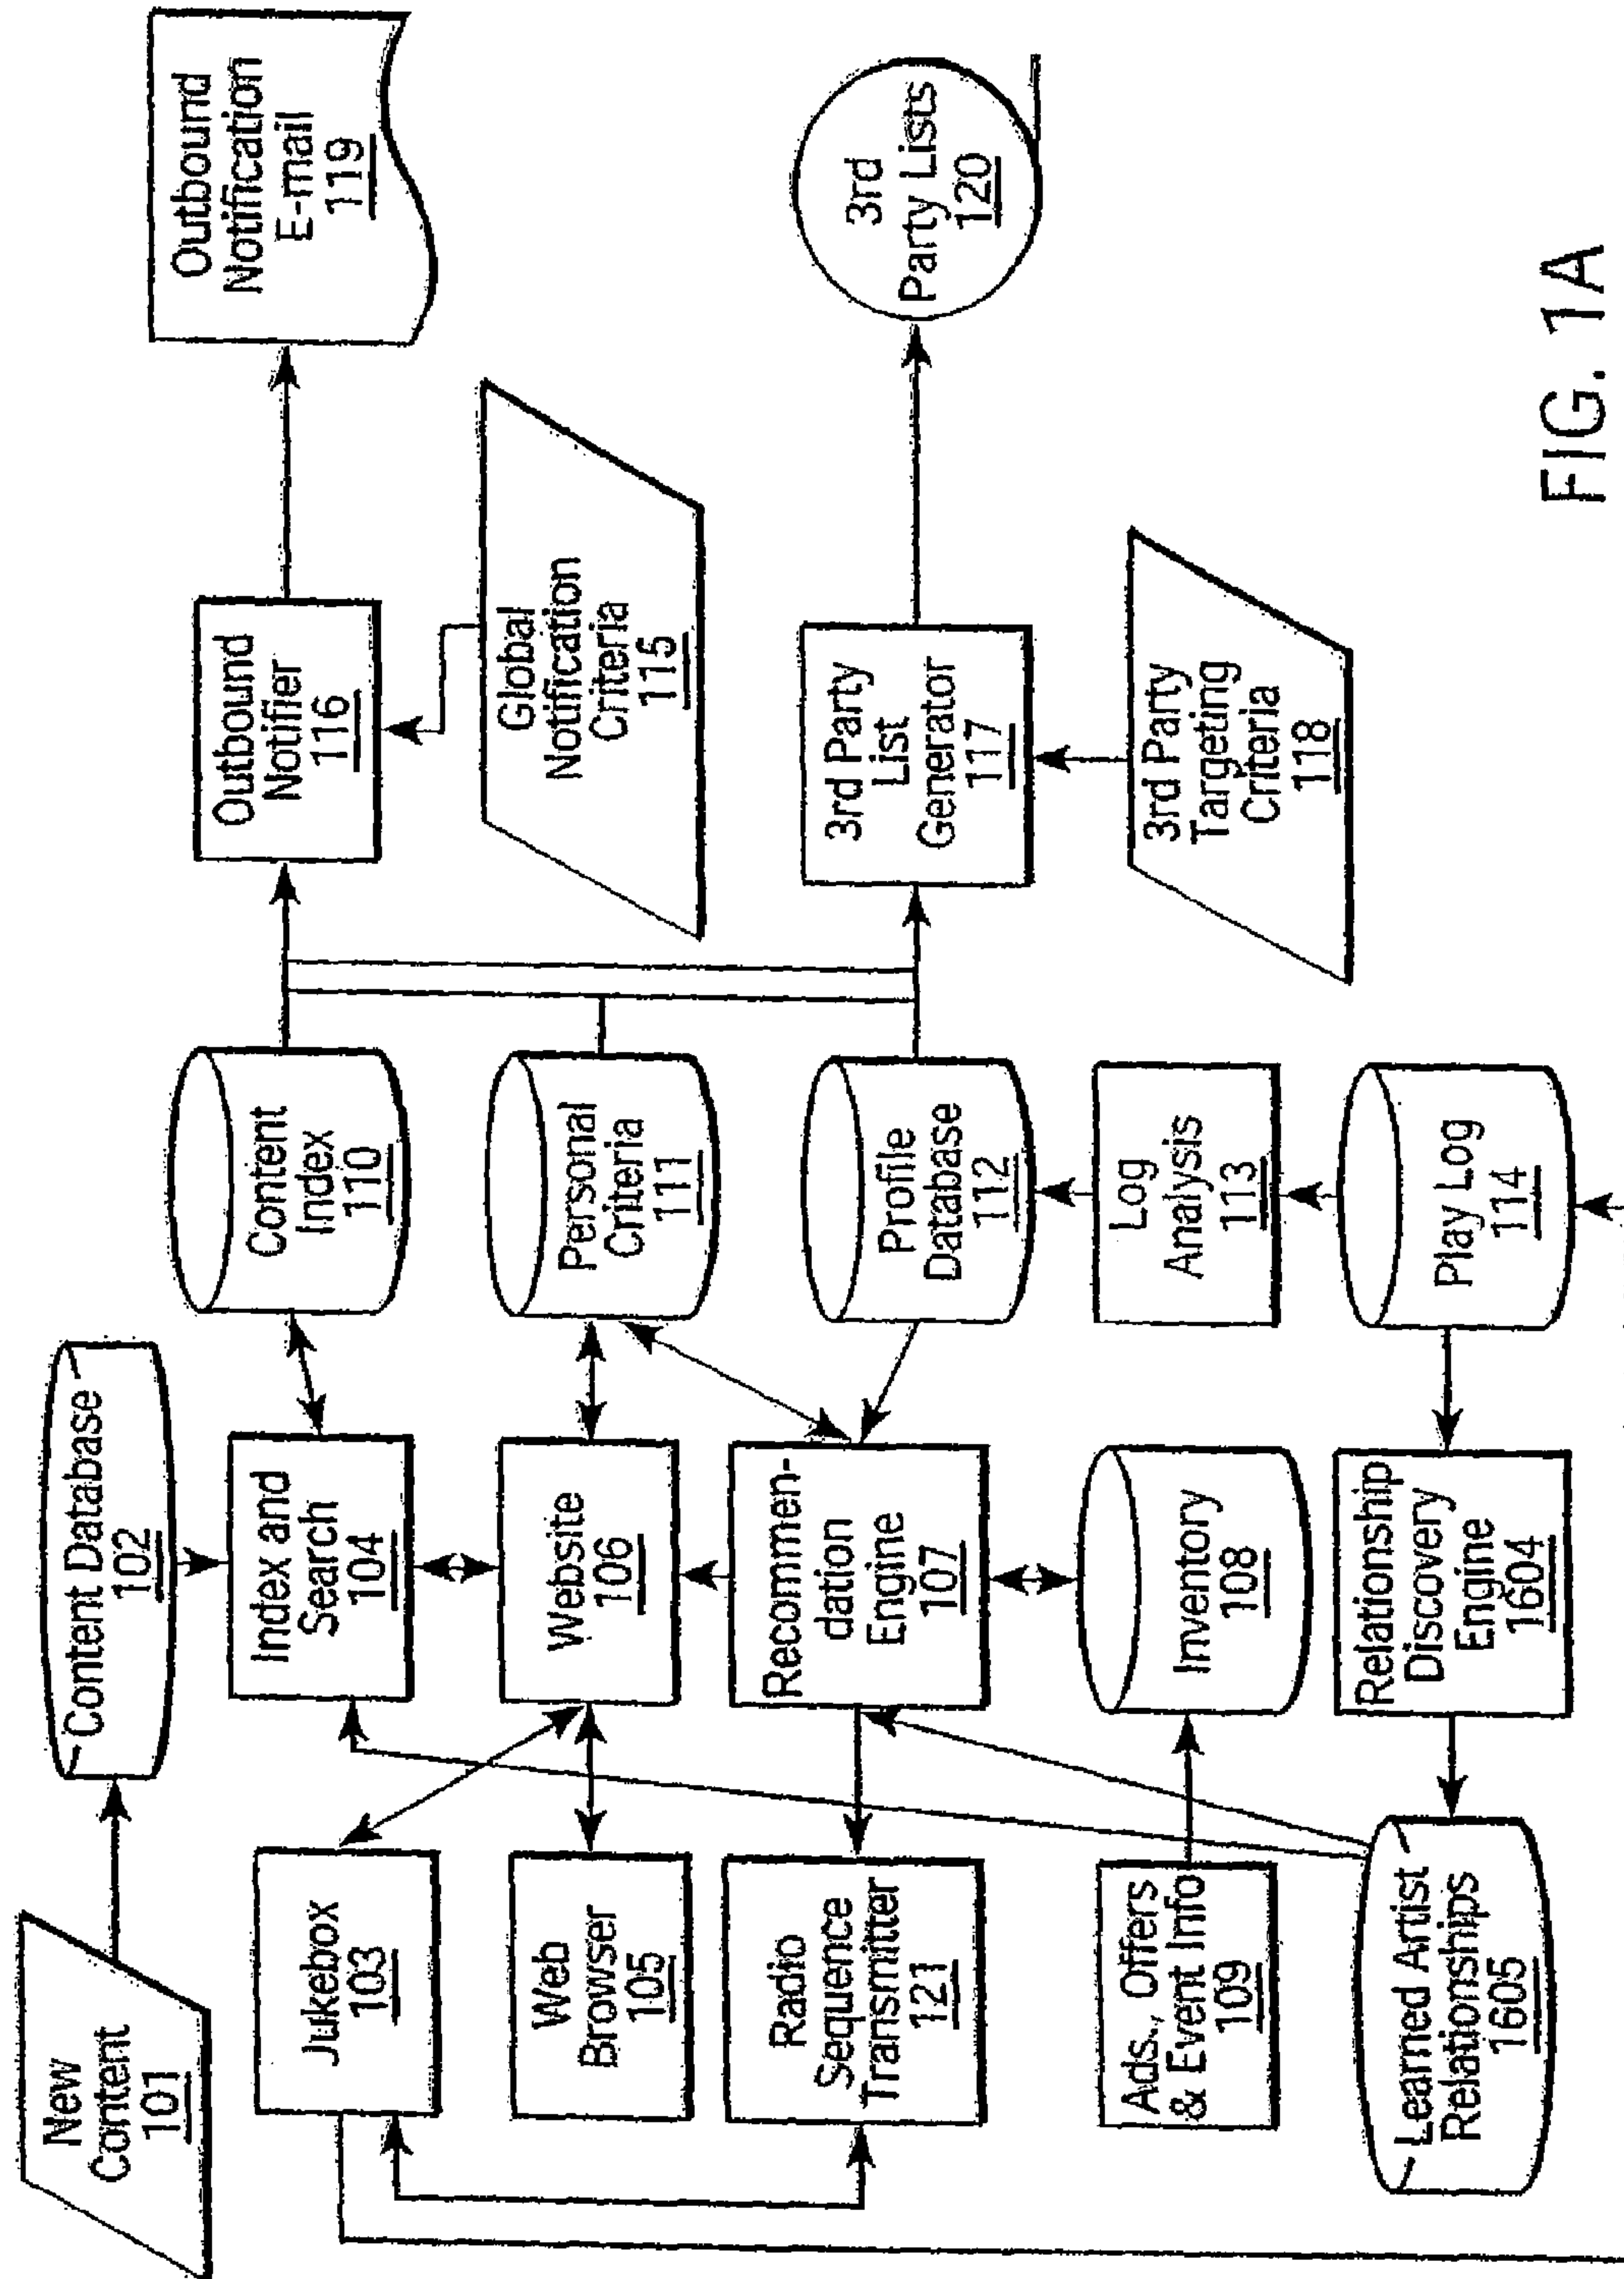 New
Content
101
Content Database
102
Jukebox
103
Index and
Search
104
Content
Index
110
Outbound
Notifier
116
Outbound
Notification
E-mail
119
Web
Browser
105
Website
106
Personal
Criteria
111
Global
Notification
Criteria
115
Radio
Sequence
Transmitter
121
Recommen-
dation
Engine
107
Profile
Database
112
3rd Party
List
Generator
117
3rd
Party Lists
120
Ads., Offers
& Event Info
109
Inventory
108
Log
Analysis
113
3rd Party
Targeting
Criteria
118
Learned Artist
Relationships
1605
Relationship
Discovery
Engine
1604
Play Log
114
FIG. 1A